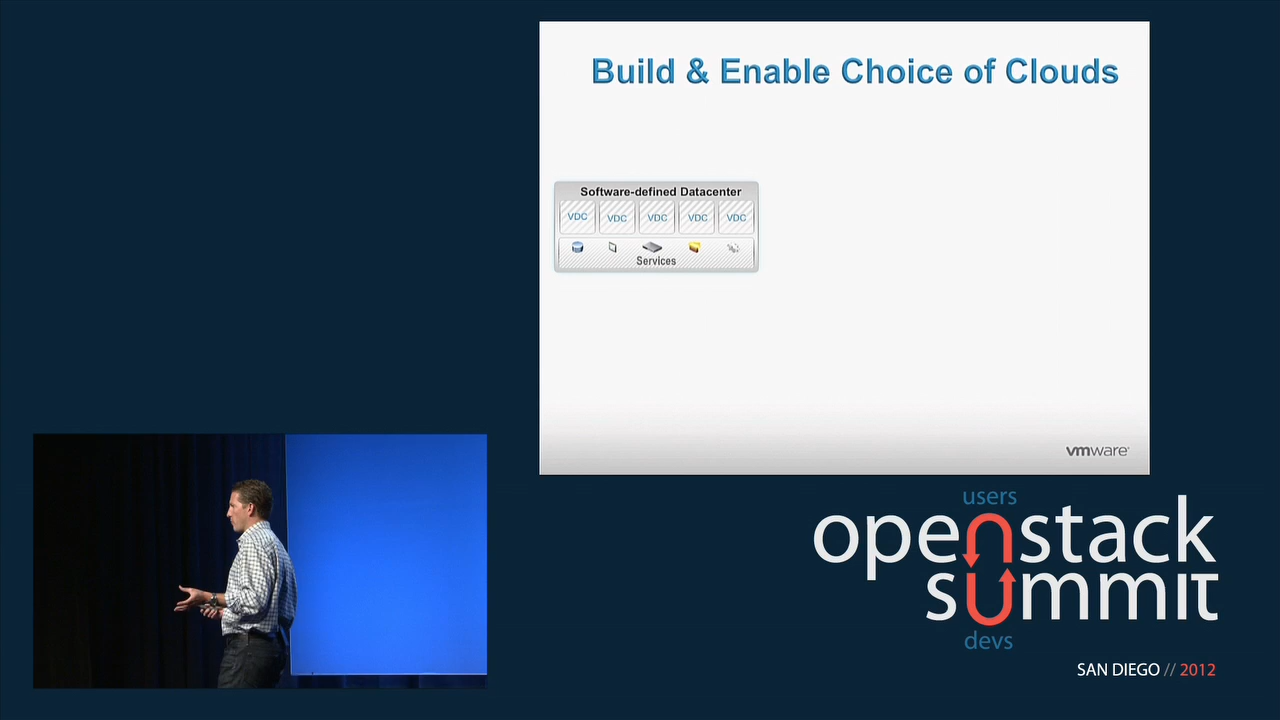 Build & Enable Choice of Clouds
Software-defined Datacenter
VDC VDC VDC VDC VDC
Services
vmware
users
openstack
summit
devs
SAN DIEGO // 2012